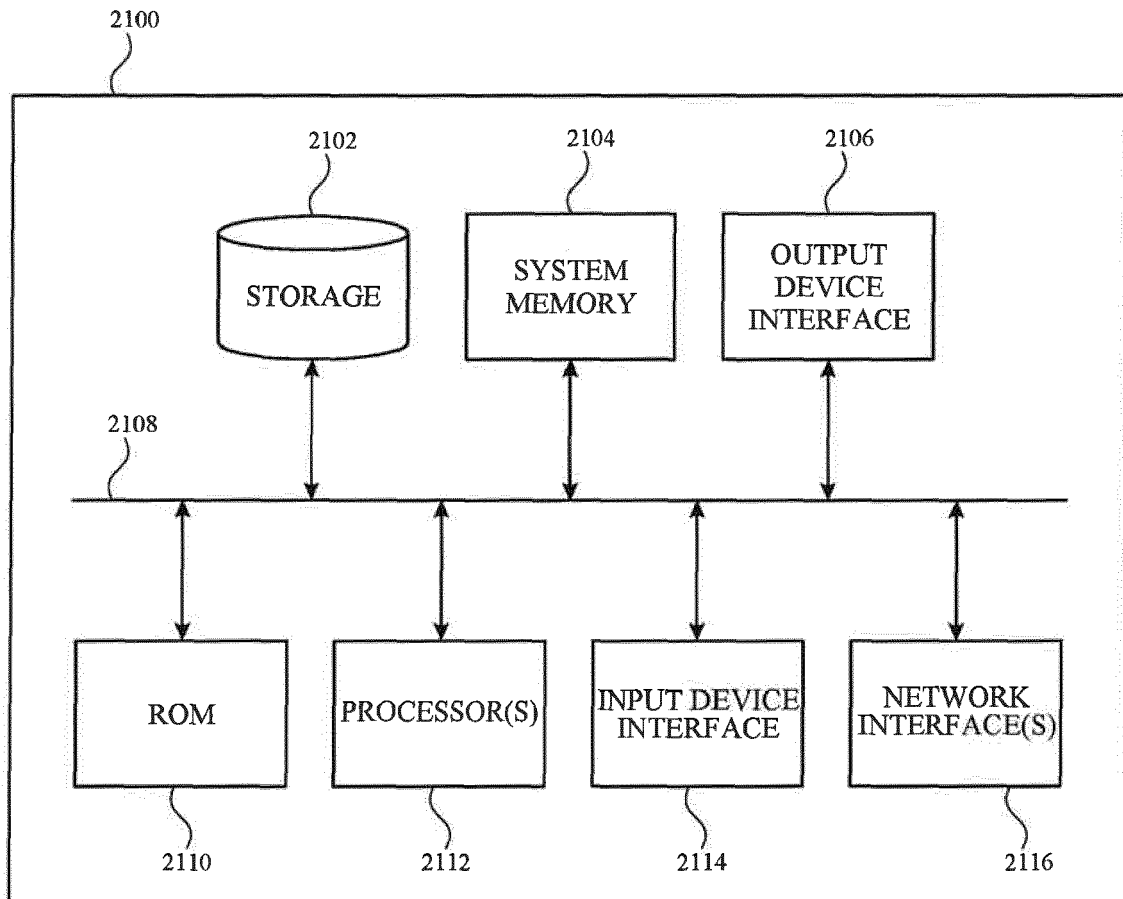 2100
2102
2104
2106
STORAGE
SYSTEM
MEMORY
OUTPUT
DEVICE
INTERFACE
2108
ROM
PROCESSOR(S)
INPUT DEVICE
INTERFACE
NETWORK
INTERFACE(S)
2110
2112
2114
2116